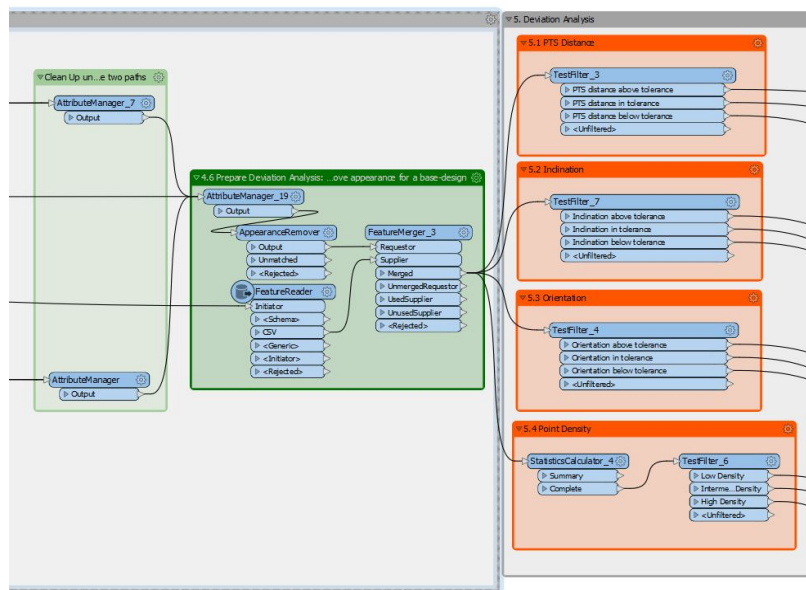 Clean Up un...e two paths
AttributeManager_7
Output
AttributeManager
Output
4.6 Prepare Deviation Analysis: ...ove appearance for a base-design
AttributeManager_19
Output
AppearanceRemover
Output
Unmatched
<Rejected>
FeatureReader
Initiator
<Schema>
CSV
<Generic>
<Initiator>
<Rejected>
FeatureMerger_3
Requestor
Supplier
Merged
UnmergedRequestor
UsedSupplier
UnusedSupplier
<Rejected>
5. Deviation Analysis
5.1 PTS Distance
TestFilter_3
PTS distance above tolerance
PTS distance in tolerance
PTS distance below tolerance
<Unfiltered>
5.2 Inclination
TestFilter_7
Inclination above tolerance
Inclination in tolerance
Inclination below tolerance
<Unfiltered>
5.3 Orientation
TestFilter_4
Orientation above tolerance
Orientation in tolerance
Orientation below tolerance
<Unfiltered>
5.4 Point Density
StatisticsCalculator_4
Summary
Complete
TestFilter_6
Low Density
Interme...Density
High Density
<Unfiltered>